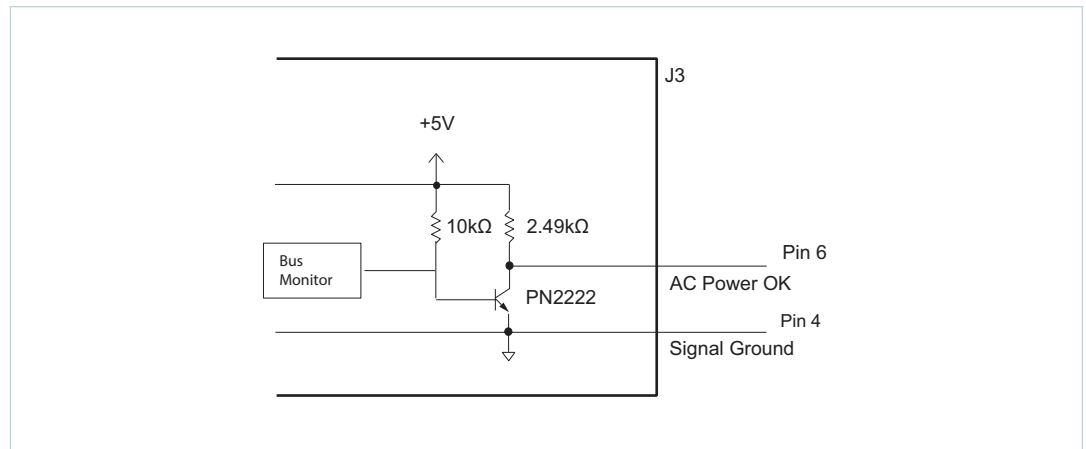 J3
+5V
10kΩ
2.49kΩ
Pin 6
Bus
Monitor
AC Power OK
PN2222
Pin 4
Signal Ground